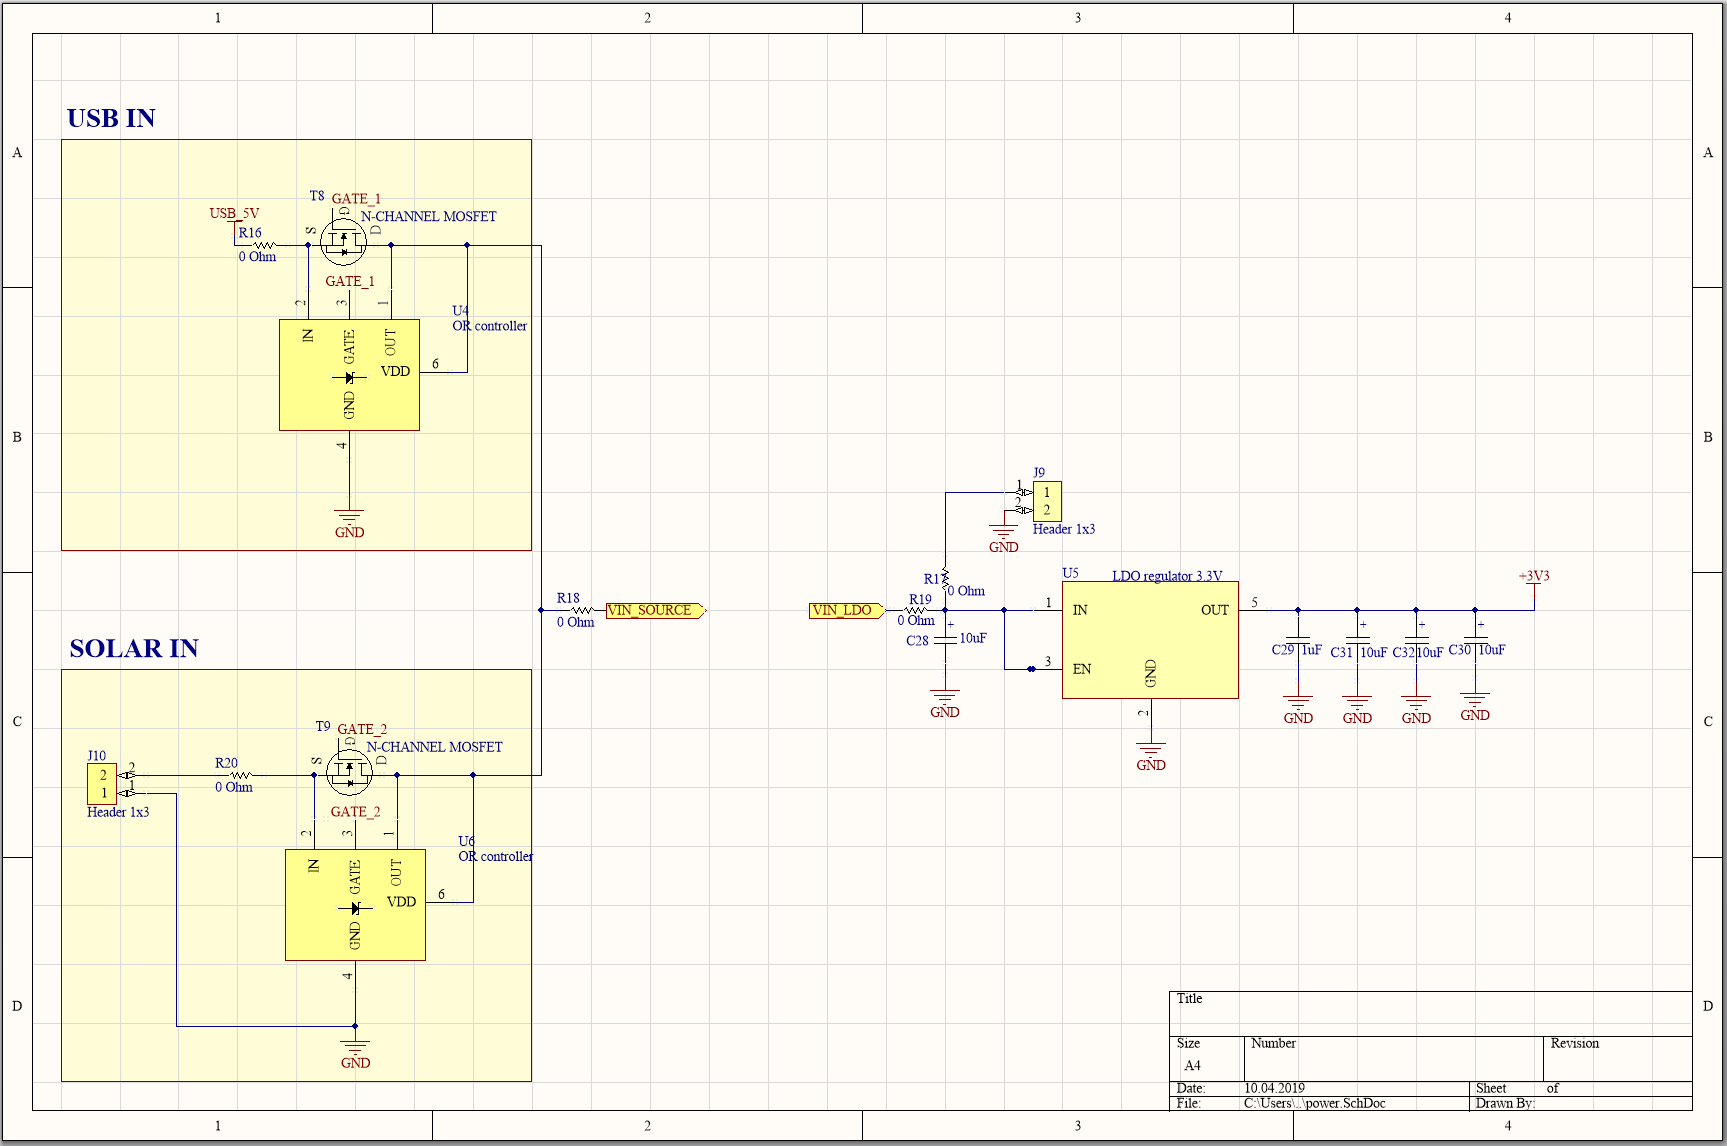 1 2 3 4
A A
USB IN
T8 GATE_1
G
N-CHANNEL MOSFET
USB_5V
R16
S D
0 Ohm
GATE_1
2 3 1
U4
OR controller
IN GATE OUT
VDD 6
GND
4
GND
B B
J9
1 1
2 2
Header 1x3
GND
R17
0 Ohm
U5 LDO regulator 3.3V
+3V3
R18
VIN_SOURCE
0 Ohm
VIN_LDO
R19
0 Ohm
1 IN OUT 5
C28 + 10uF
3 EN
GND
2
GND
GND
C29 1uF
C31 + 10uF
C32 + 10uF
C30 + 10uF
GND GND GND GND
C C
SOLAR IN
T9 GATE_2
G
N-CHANNEL MOSFET
J10
2 2
1 1
Header 1x3
R20
0 Ohm
S D
GATE_2
2 3 1
U6
OR controller
IN GATE OUT
VDD 6
GND
4
GND
D D
Title
Size Number Revision
A4
Date: 10.04.2019 Sheet of
File: C:\Users\..\power.SchDoc Drawn By:
1 2 3 4